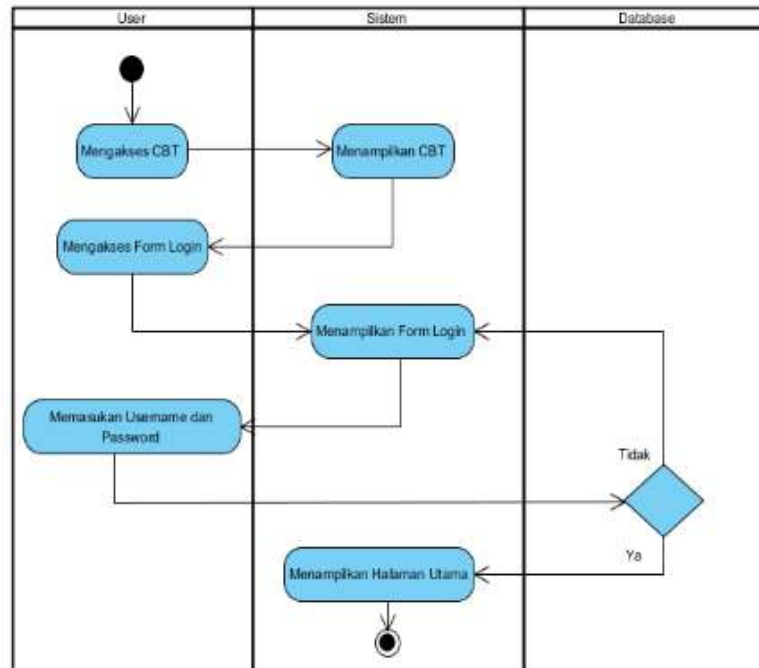 User
Sistem
Database
Mengakses CBT
Menampilkan CBT
Mengakses Form Login
Menampilkan Form Login
Memasukan Username dan
Password
Tidak
Ya
Menampilkan Halaman Utama